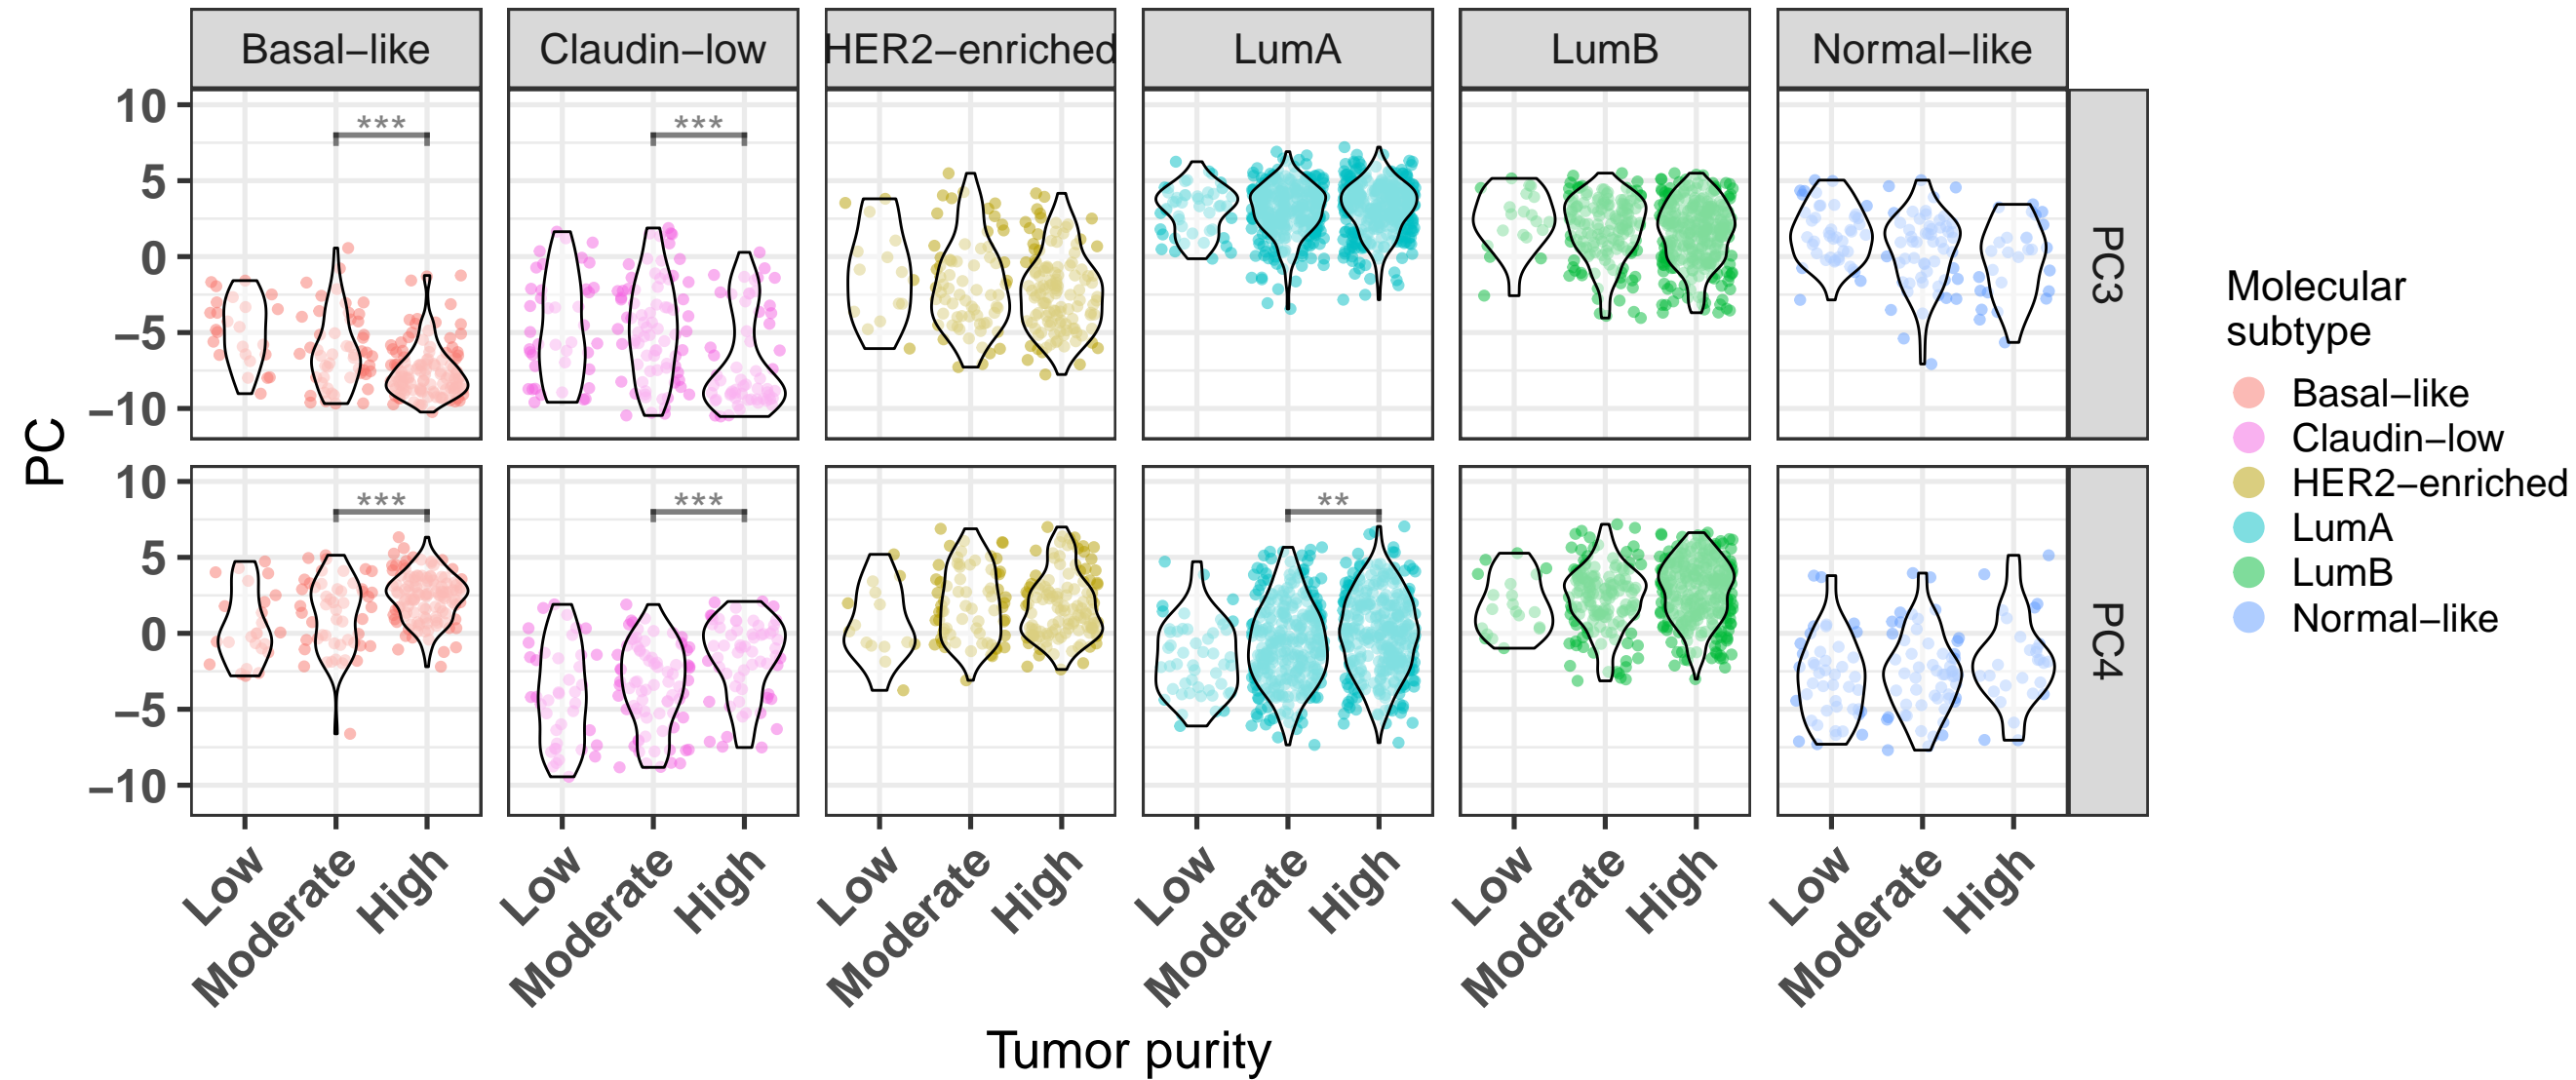 Basal−like Claudin−low HER2−enriched LumA LumB Normal−like
10 *** ***
5
0
−5
−10
PC3
PC
10 *** *** **
5
0
−5
−10
PC4
Low Moderate High Low Moderate High Low Moderate High Low Moderate High Low Moderate High Low Moderate High
Tumor purity
Molecular
subtype
Basal−like
Claudin−low
HER2−enriched
LumA
LumB
Normal−like